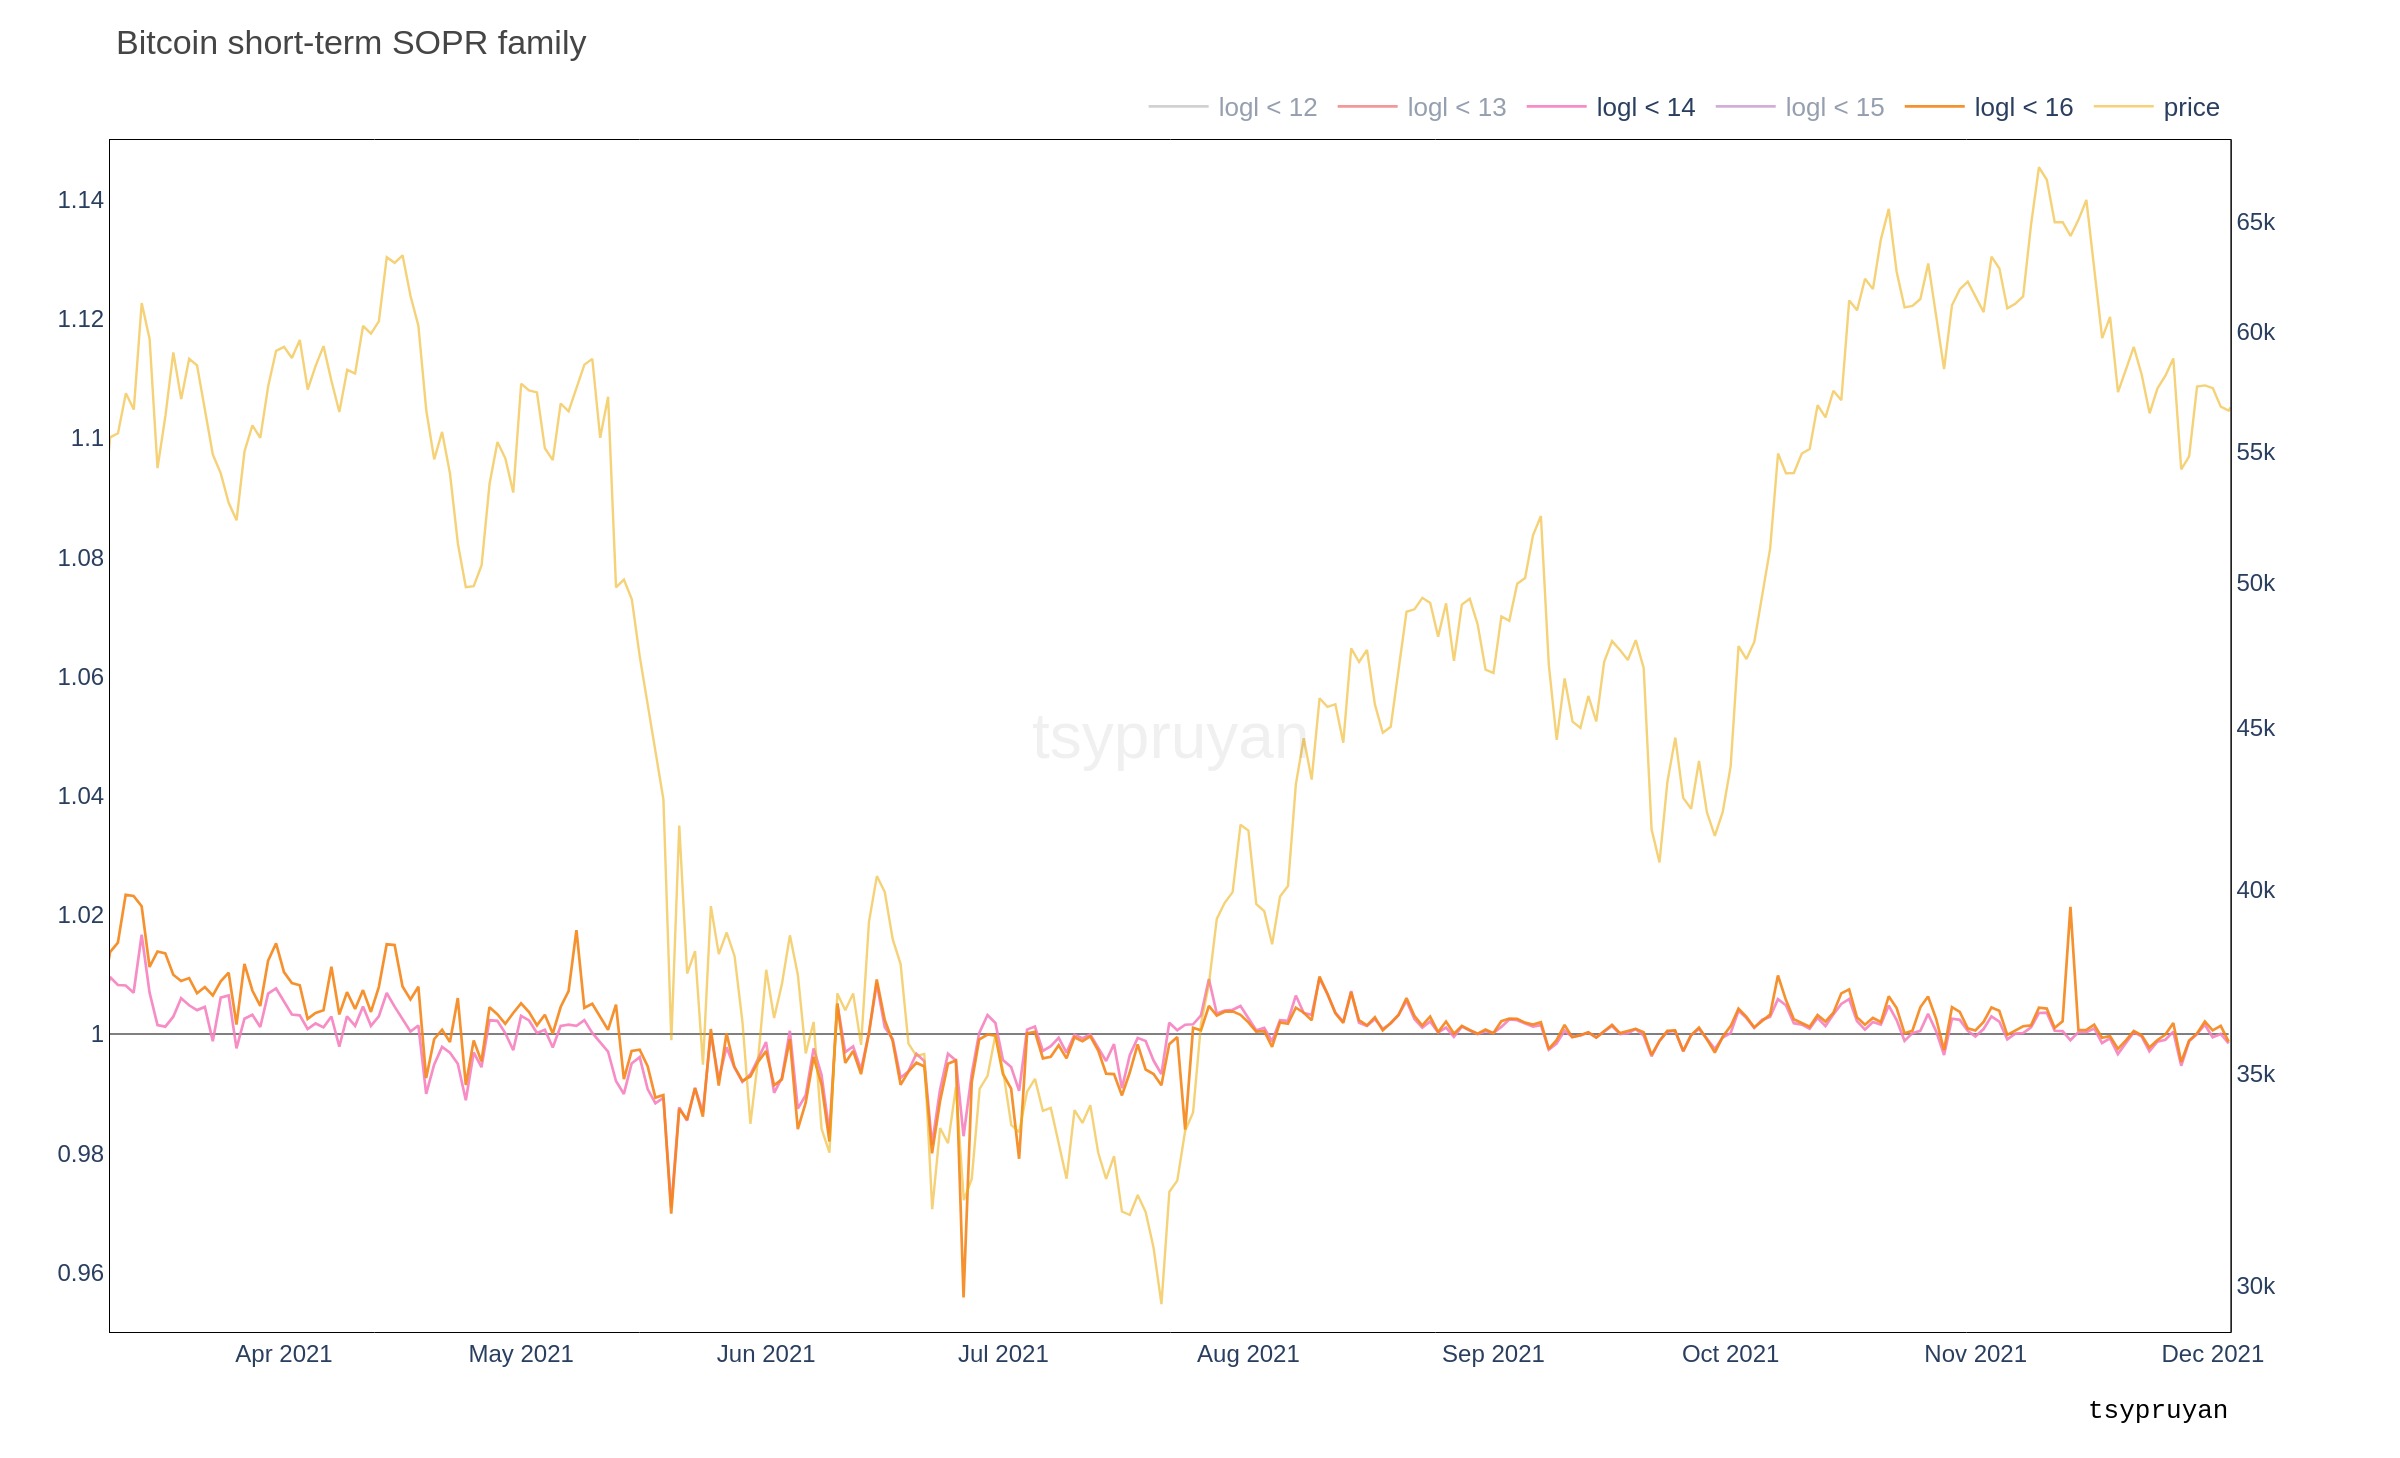 Bitcoin short-term SOPR family
logl < 12 logl < 13 logl < 14 logl < 15 logl < 16 price
1.14
65k
1.12
60k
1.1
55k
1.08
50k
1.06
45k
tsypruyan
1.04
40k
1.02
1
35k
0.98
0.96
30k
Apr 2021 May 2021 Jun 2021 Jul 2021 Aug 2021 Sep 2021 Oct 2021 Nov 2021 Dec 2021
tsypruyan